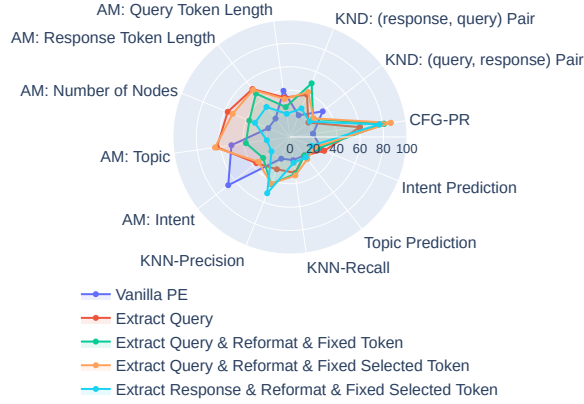 AM: Query Token Length
KND: (response, query) Pair
AM: Response Token Length
KND: (query, response) Pair
AM: Number of Nodes
CFG-PR
0 20 40 60 80 100
AM: Topic
Intent Prediction
AM: Intent
Topic Prediction
KNN-Precision
KNN-Recall
Vanilla PE
Extract Query
Extract Query & Reformat & Fixed Token
Extract Query & Reformat & Fixed Selected Token
Extract Response & Reformat & Fixed Selected Token